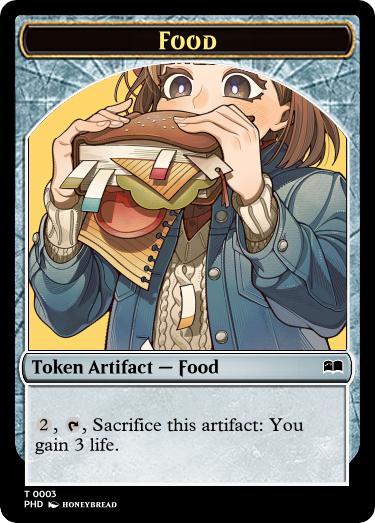 Food
Token Artifact — Food
2, , Sacrifice this artifact: You
gain 3 life.
T 0003
PHD HONEYBREAD